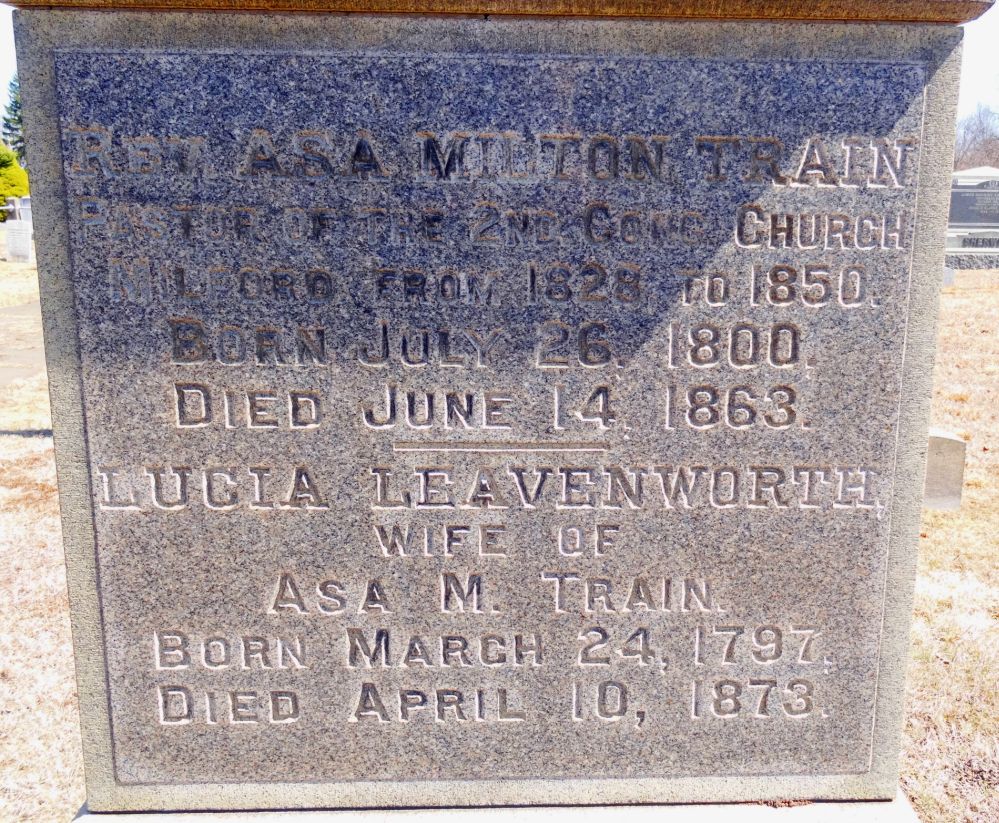 REV. ASA MILTON TRAIN
PASTOR OF THE 2ND. CONG. CHURCH
MILFORD FROM 1828 TO 1850.
BORN JULY 26, 1800,
DIED JUNE 14, 1863.
LUCIA LEAVENWORTH,
WIFE OF
ASA M. TRAIN.
BORN MARCH 24, 1797,
DIED APRIL 10, 1873.